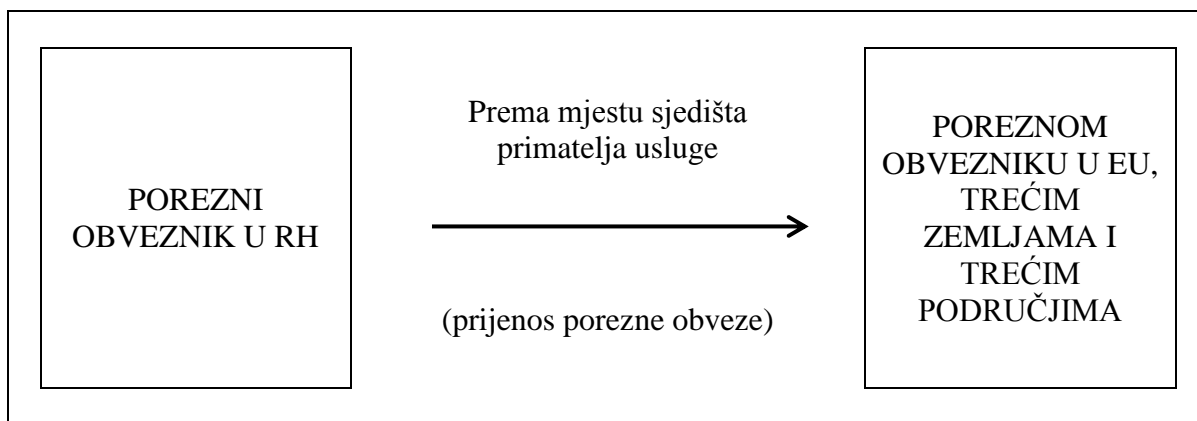 POREZNI
OBVEZNIK U RH
Prema mjestu sjedišta
primatelja usluge
(prijenos porezne obveze)
POREZNOM
OBVEZNIKU U EU,
TREĆIM
ZEMLJAMA I
TREĆIM
PODRUČJIMA